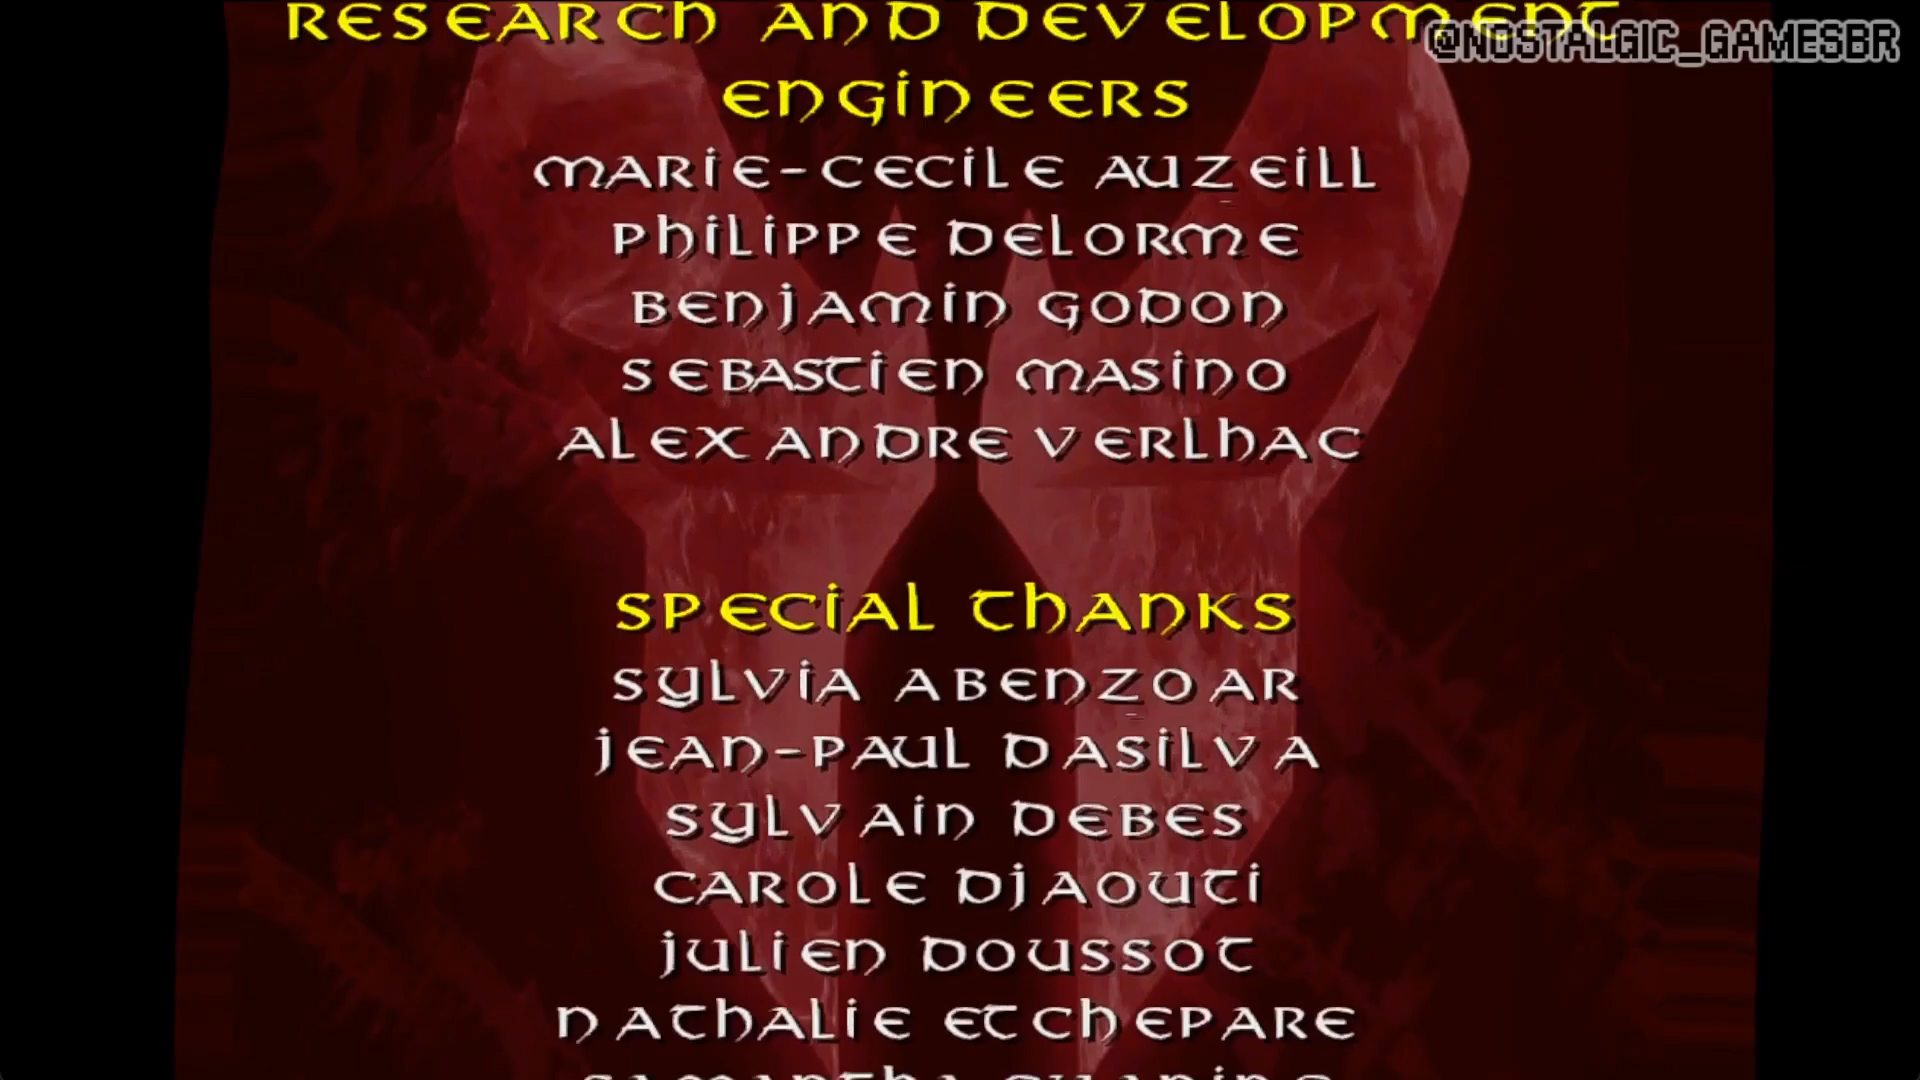 RESEARCH AND DEVELOPMENT
@NOSTALGIC_GAMESBR
ENGINEERS
MARIE-CECILE AUZEILL
PHILIPPE DELORME
BENJAMIN GODON
SEBASTIEN MASINO
ALEXANDRE VERLHAC
SPECIAL THANKS
SYLVIA ABENZOAR
JEAN-PAUL DASILVA
SYLVAIN DEBES
CAROLE DJAOUTI
JULIEN DOUSSOT
NATHALIE ETCHEPARE